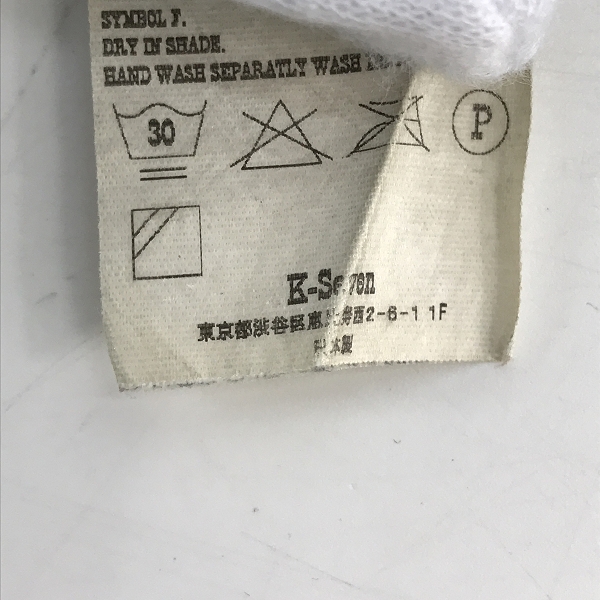 SYMBOL F.
DRY IN SHADE.
HAND WASH SEPARATLY WASH
30
P
K-Seven
東京都渋谷区恵比寿西2-6-1 1F
日本製